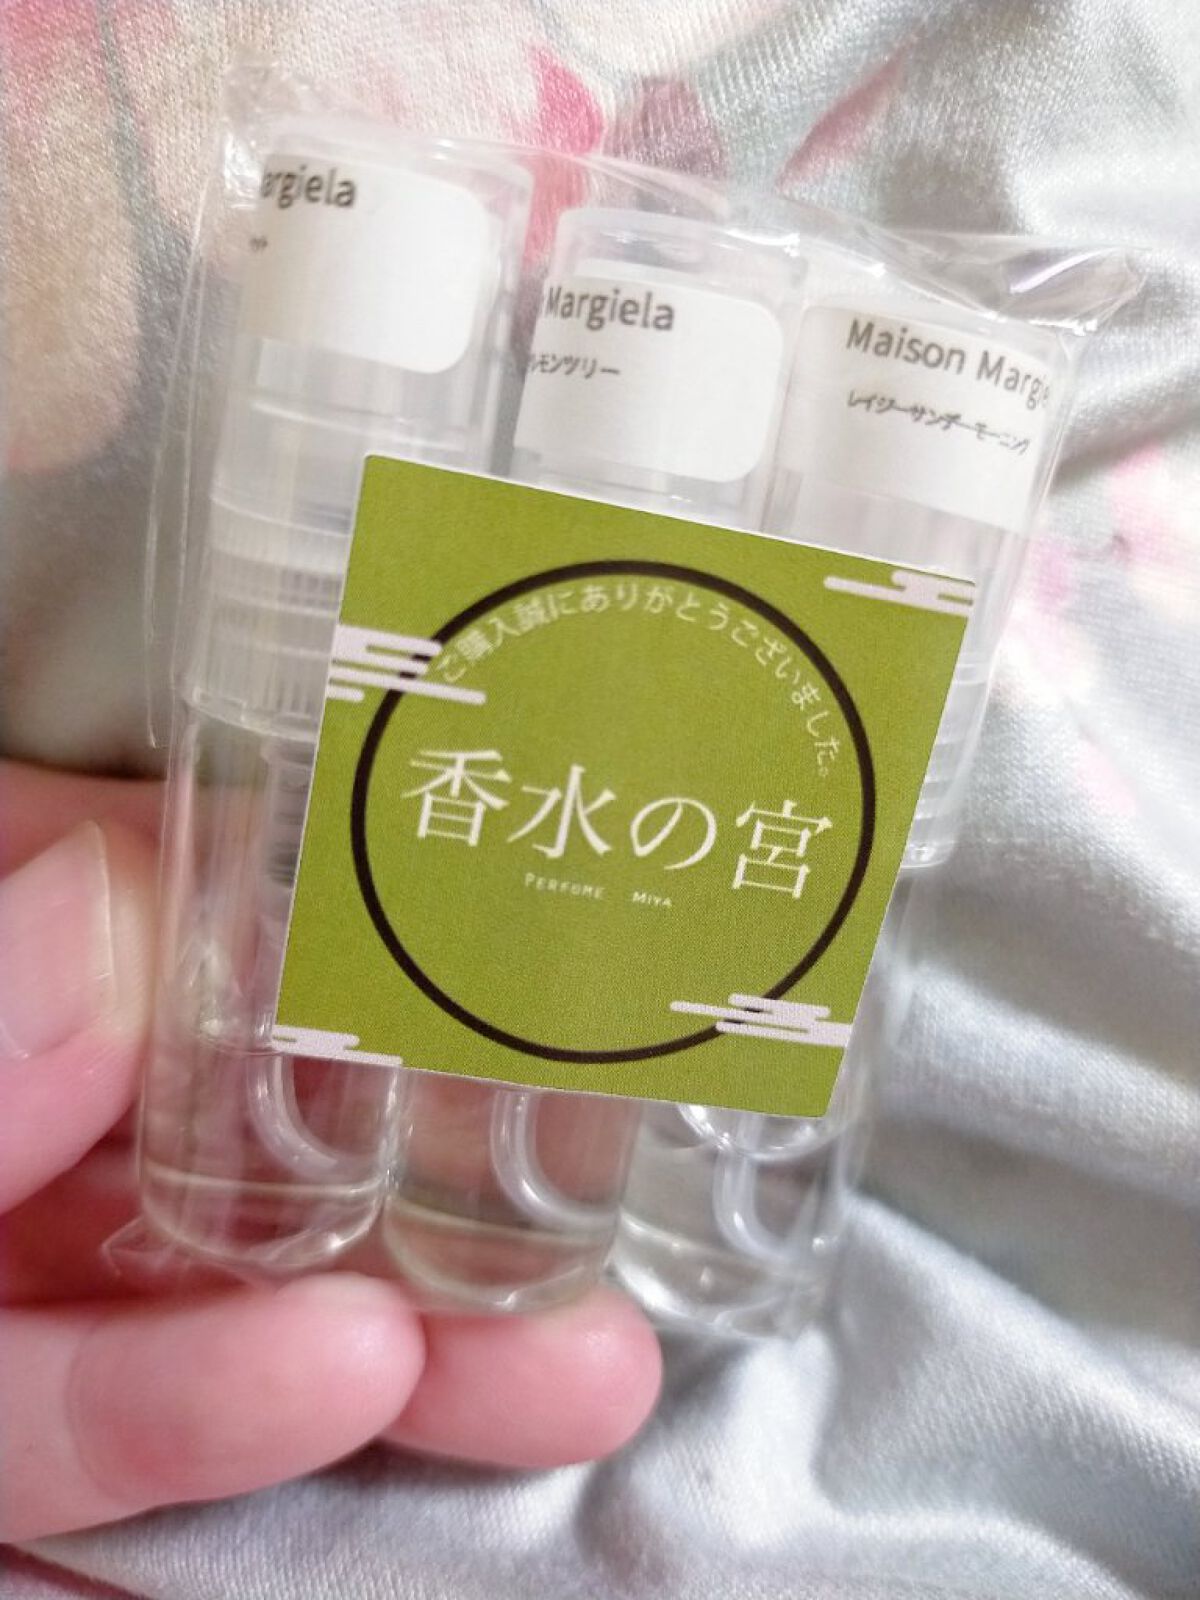 argiela
Margiela
モンツリー
Maison Margie
レイジーサンデーモーニング
ご購入誠にありがとうございました。
香水の宮
PERFUME MIYA